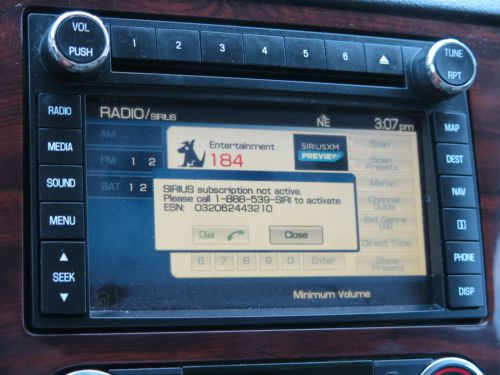 VOL
PUSH
1 2 3 4 5 6
TUNE
RPT
RADIO
MEDIA
SOUND
MENU
SEEK
MAP
DEST
NAV
PHONE
DISP
RADIO/SIRIUS
NE
3:07pm
AM
FM 1 2
SAT 1 2
Entertainment
184
SIRIUSXM
PREVIEW
Scan
Scan
Presets
Memo
Channel
Guide
Set Genre
(All)
Direct Tune
Show
Presets
SIRIUS subscription not active.
Please call 1-888-539-SIRI to activate.
ESN: 032062443210
Dial
Close
6 7 8 9 0 Enter
Minimum Volume